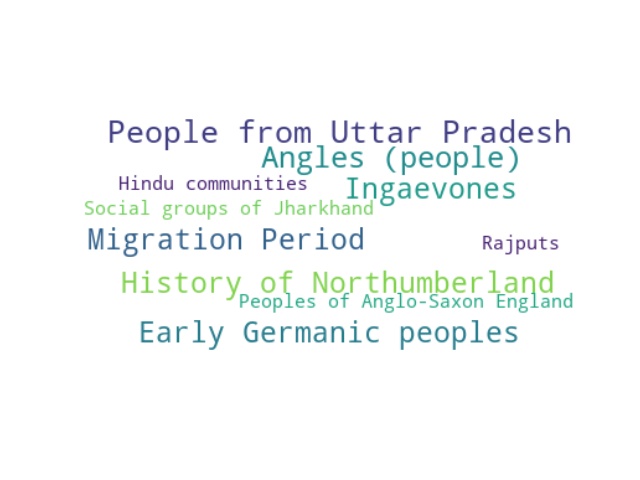 People from Uttar Pradesh
Angles (people)
Hindu communities
Ingaevones
Social groups of Jharkhand
Migration Period
Rajputs
History of Northumberland
Peoples of Anglo-Saxon England
Early Germanic peoples